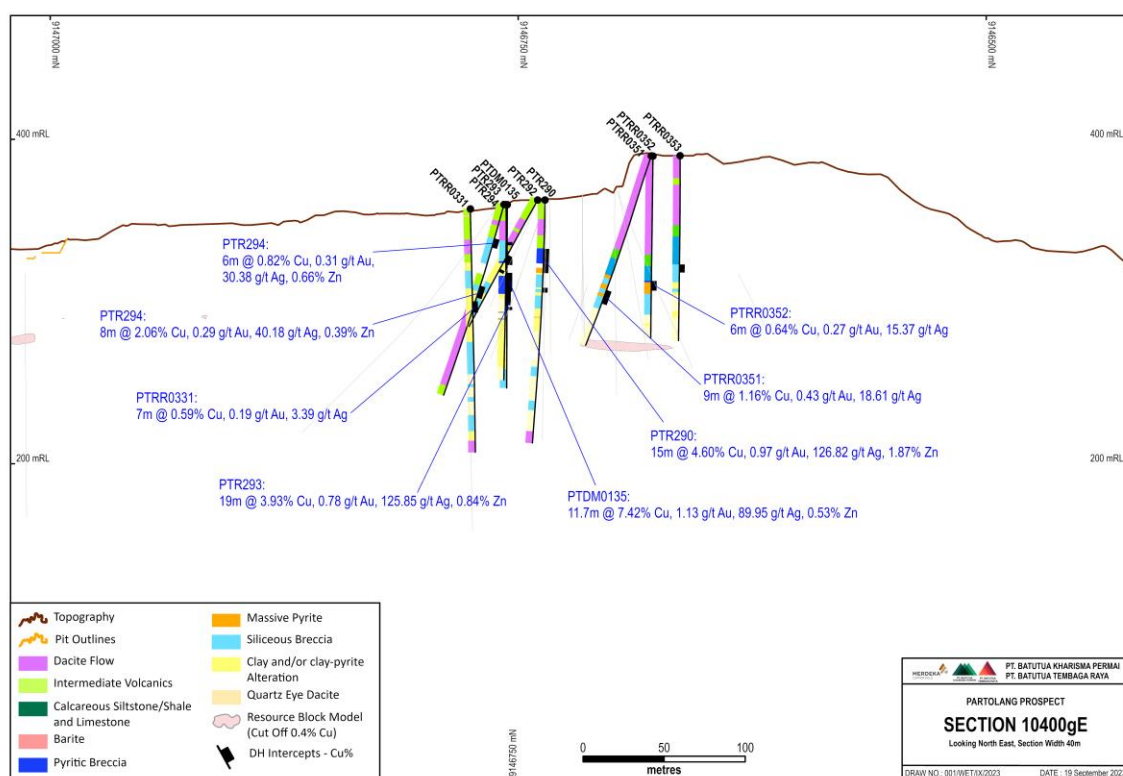 9147000 mN
9146750 mN
9146500 mN
400 mRL
400 mRL
PTRR0331
PTR294
PTR293
PTDM0135
PTR292
PTR290
PTRR0351
PTRR0352
PTRR0353
PTR294:
6m @ 0.82% Cu, 0.31 g/t Au,
30.38 g/t Ag, 0.66% Zn
PTR294:
8m @ 2.06% Cu, 0.29 g/t Au, 40.18 g/t Ag, 0.39% Zn
PTRR0352:
6m @ 0.64% Cu, 0.27 g/t Au, 15.37 g/t Ag
PTRR0351:
9m @ 1.16% Cu, 0.43 g/t Au, 18.61 g/t Ag
PTRR0331:
7m @ 0.59% Cu, 0.19 g/t Au, 3.39 g/t Ag
PTR290:
15m @ 4.60% Cu, 0.97 g/t Au, 126.82 g/t Ag, 1.87% Zn
200 mRL
200 mRL
PTR293:
19m @ 3.93% Cu, 0.78 g/t Au, 125.85 g/t Ag, 0.84% Zn
PTDM0135:
11.7m @ 7.42% Cu, 1.13 g/t Au, 89.95 g/t Ag, 0.53% Zn
Topography
Pit Outlines
Dacite Flow
Intermediate Volcanics
Calcareous Siltstone/Shale
and Limestone
Barite
Pyritic Breccia
Massive Pyrite
Siliceous Breccia
Clay and/or clay-pyrite
Alteration
Quartz Eye Dacite
Resource Block Model
(Cut Off 0.4% Cu)
DH Intercepts - Cu%
9146750 mN
0 50 100
metres
MERDEKA
PT. BATUTUA KHARISMA PERMAI
PT. BATUTUA TEMBAGA RAYA
PARTOLANG PROSPECT
SECTION 10400gE
Looking North East, Section Width 40m
DRAW NO.: 001/WET/IX/2023
DATE : 19 September